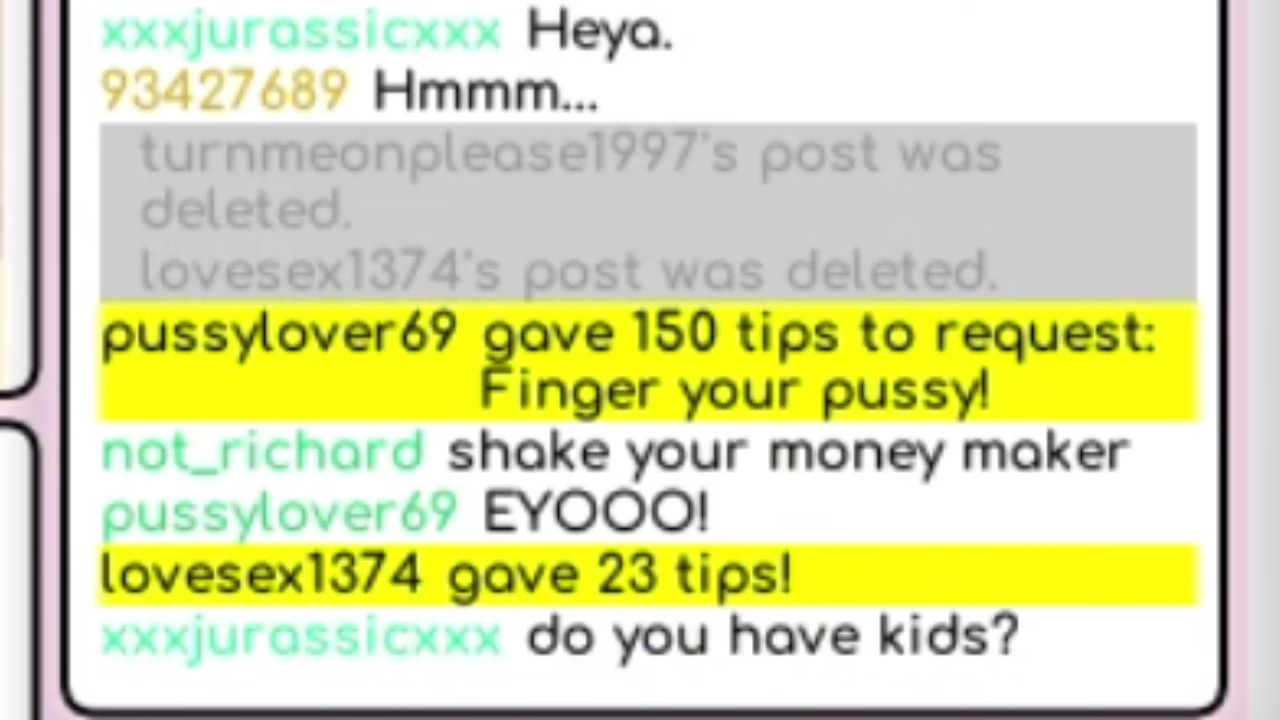 xxxjurassicxxx Heya.
93427689 Hmmm...
turnmeonplease1997's post was
deleted.
lovesex1374's post was deleted.
pussylover69 gave 150 tips to request:
Finger your pussy!
not_richard shake your money maker
pussylover69 EYOOO!
lovesex1374 gave 23 tips!
xxxjurassicxxx do you have kids?